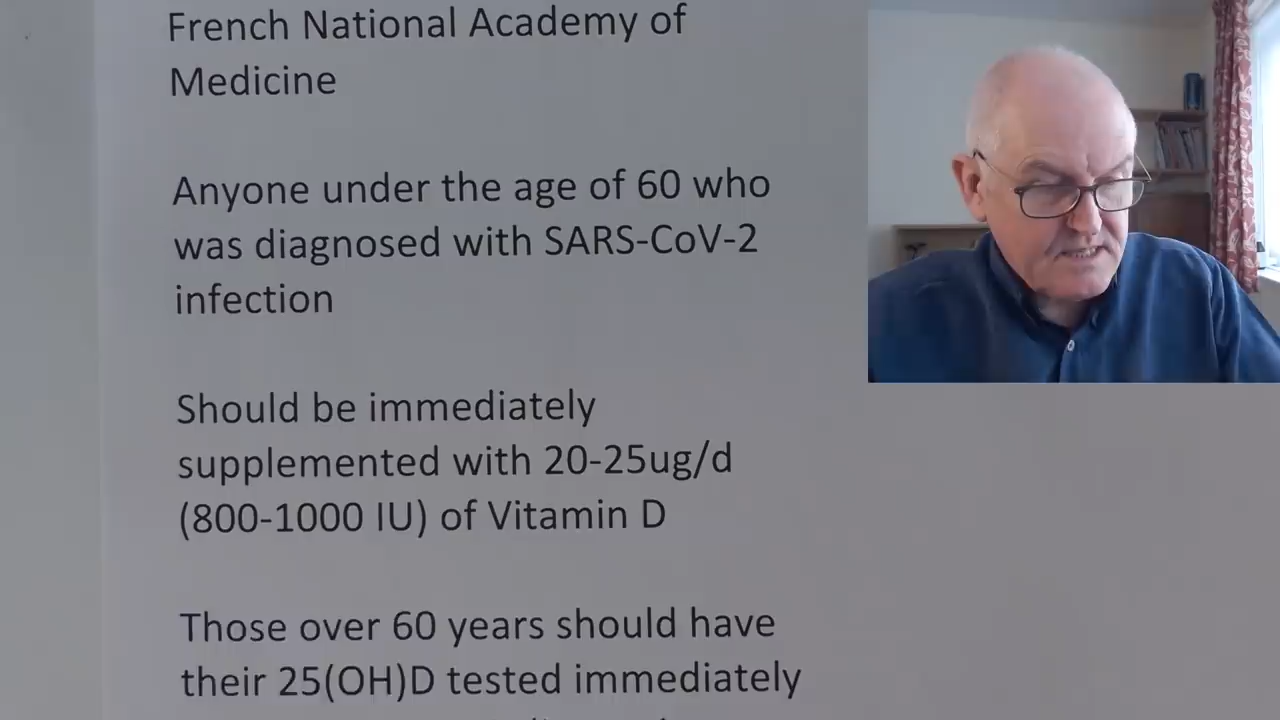 French National Academy of
Medicine
Anyone under the age of 60 who
was diagnosed with SARS-CoV-2
infection
Should be immediately
supplemented with 20-25ug/d
(800-1000 IU) of Vitamin D
Those over 60 years should have
their 25(OH)D tested immediately